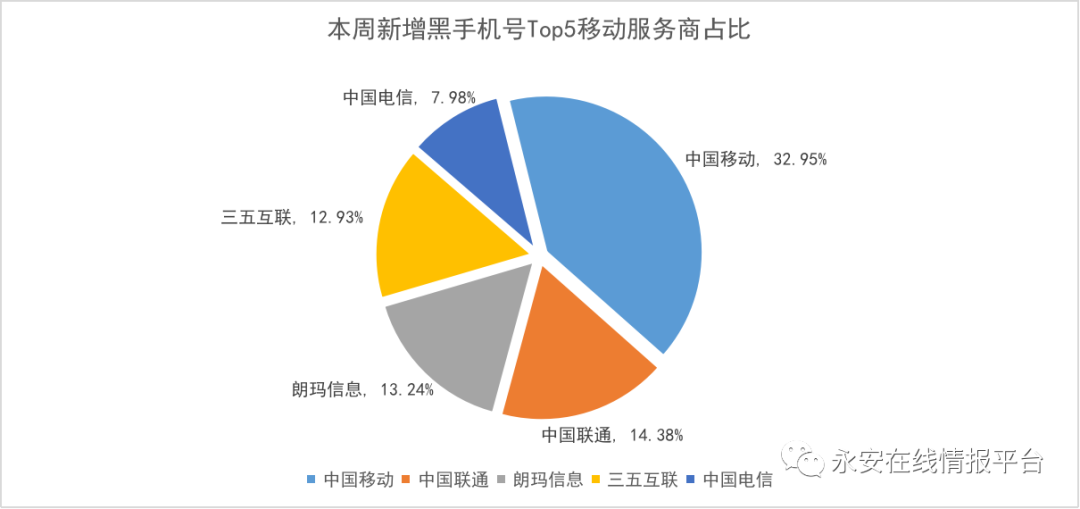 本周新增黑手机号Top5移动服务商占比
中国电信, 7.98%
中国移动, 32.95%
三五互联, 12.93%
朗玛信息, 13.24%
中国联通, 14.38%
中国移动 中国联通 朗玛信息 三五互联 中国电信
永安在线情报平台